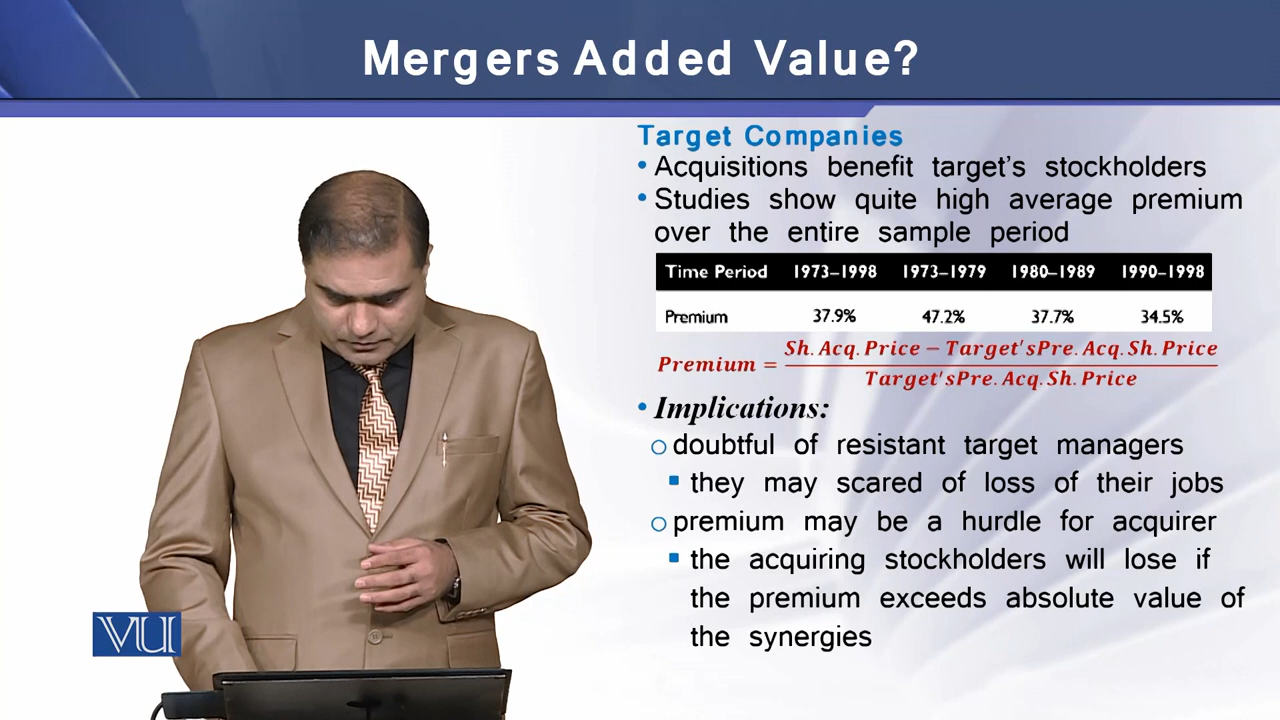 Mergers Added Value?
Target Companies
• Acquisitions benefit target's stockholders
• Studies show quite high average premium
over the entire sample period
Time Period 1973–1998 1973–1979 1980–1989 1990–1998
Premium 37.9% 47.2% 37.7% 34.5%
Premium = Sh. Acq. Price − Target'sPre. Acq. Sh. Price
Target'sPre. Acq. Sh. Price
• Implications:
o doubtful of resistant target managers
▪ they may scared of loss of their jobs
o premium may be a hurdle for acquirer
▪ the acquiring stockholders will lose if
the premium exceeds absolute value of
the synergies
VU